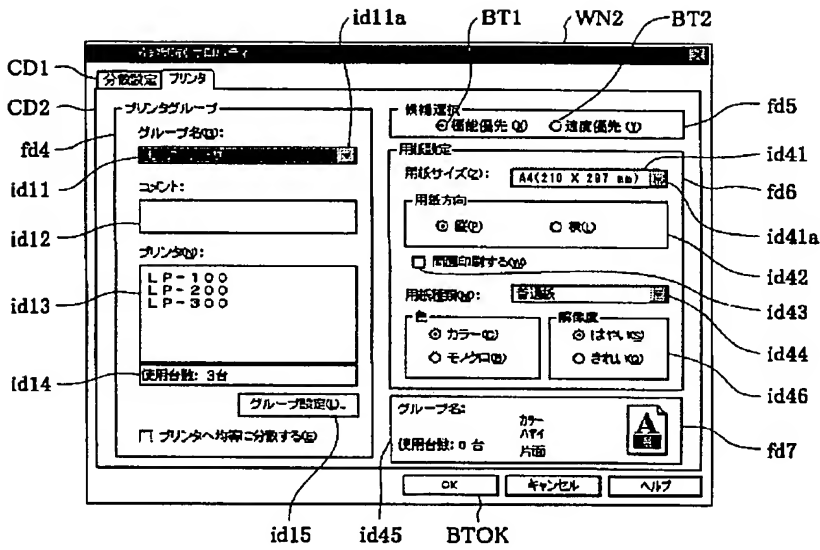 id11a
BT1
WN2
BT2
CD1
CD2
fd4
id11
id12
id13
id14
分散設定 プリンタ
プリンタグループ
グループ名(G):
コメント:
プリンタ(N):
LP-100
LP-200
LP-300
使用台数: 3台
グループ設定(L)...
プリンタへ均等に分散する(E)
候補選択
機能優先(X) 速度優先(Y)
用紙設定
用紙サイズ(Z): A4(210 X 297 mm)
用紙方向
縦(P) 横(L)
両面印刷する(W)
用紙種類(M): 普通紙
色
カラー(C)
モノクロ(B)
解像度
はやい(S)
きれい(Q)
グループ名:
使用台数: 0 台
カラー
ハヤイ
片面
A
OK キャンセル ヘルプ
fd5
id41
fd6
id41a
id42
id43
id44
id46
fd7
id15
id45
BTOK